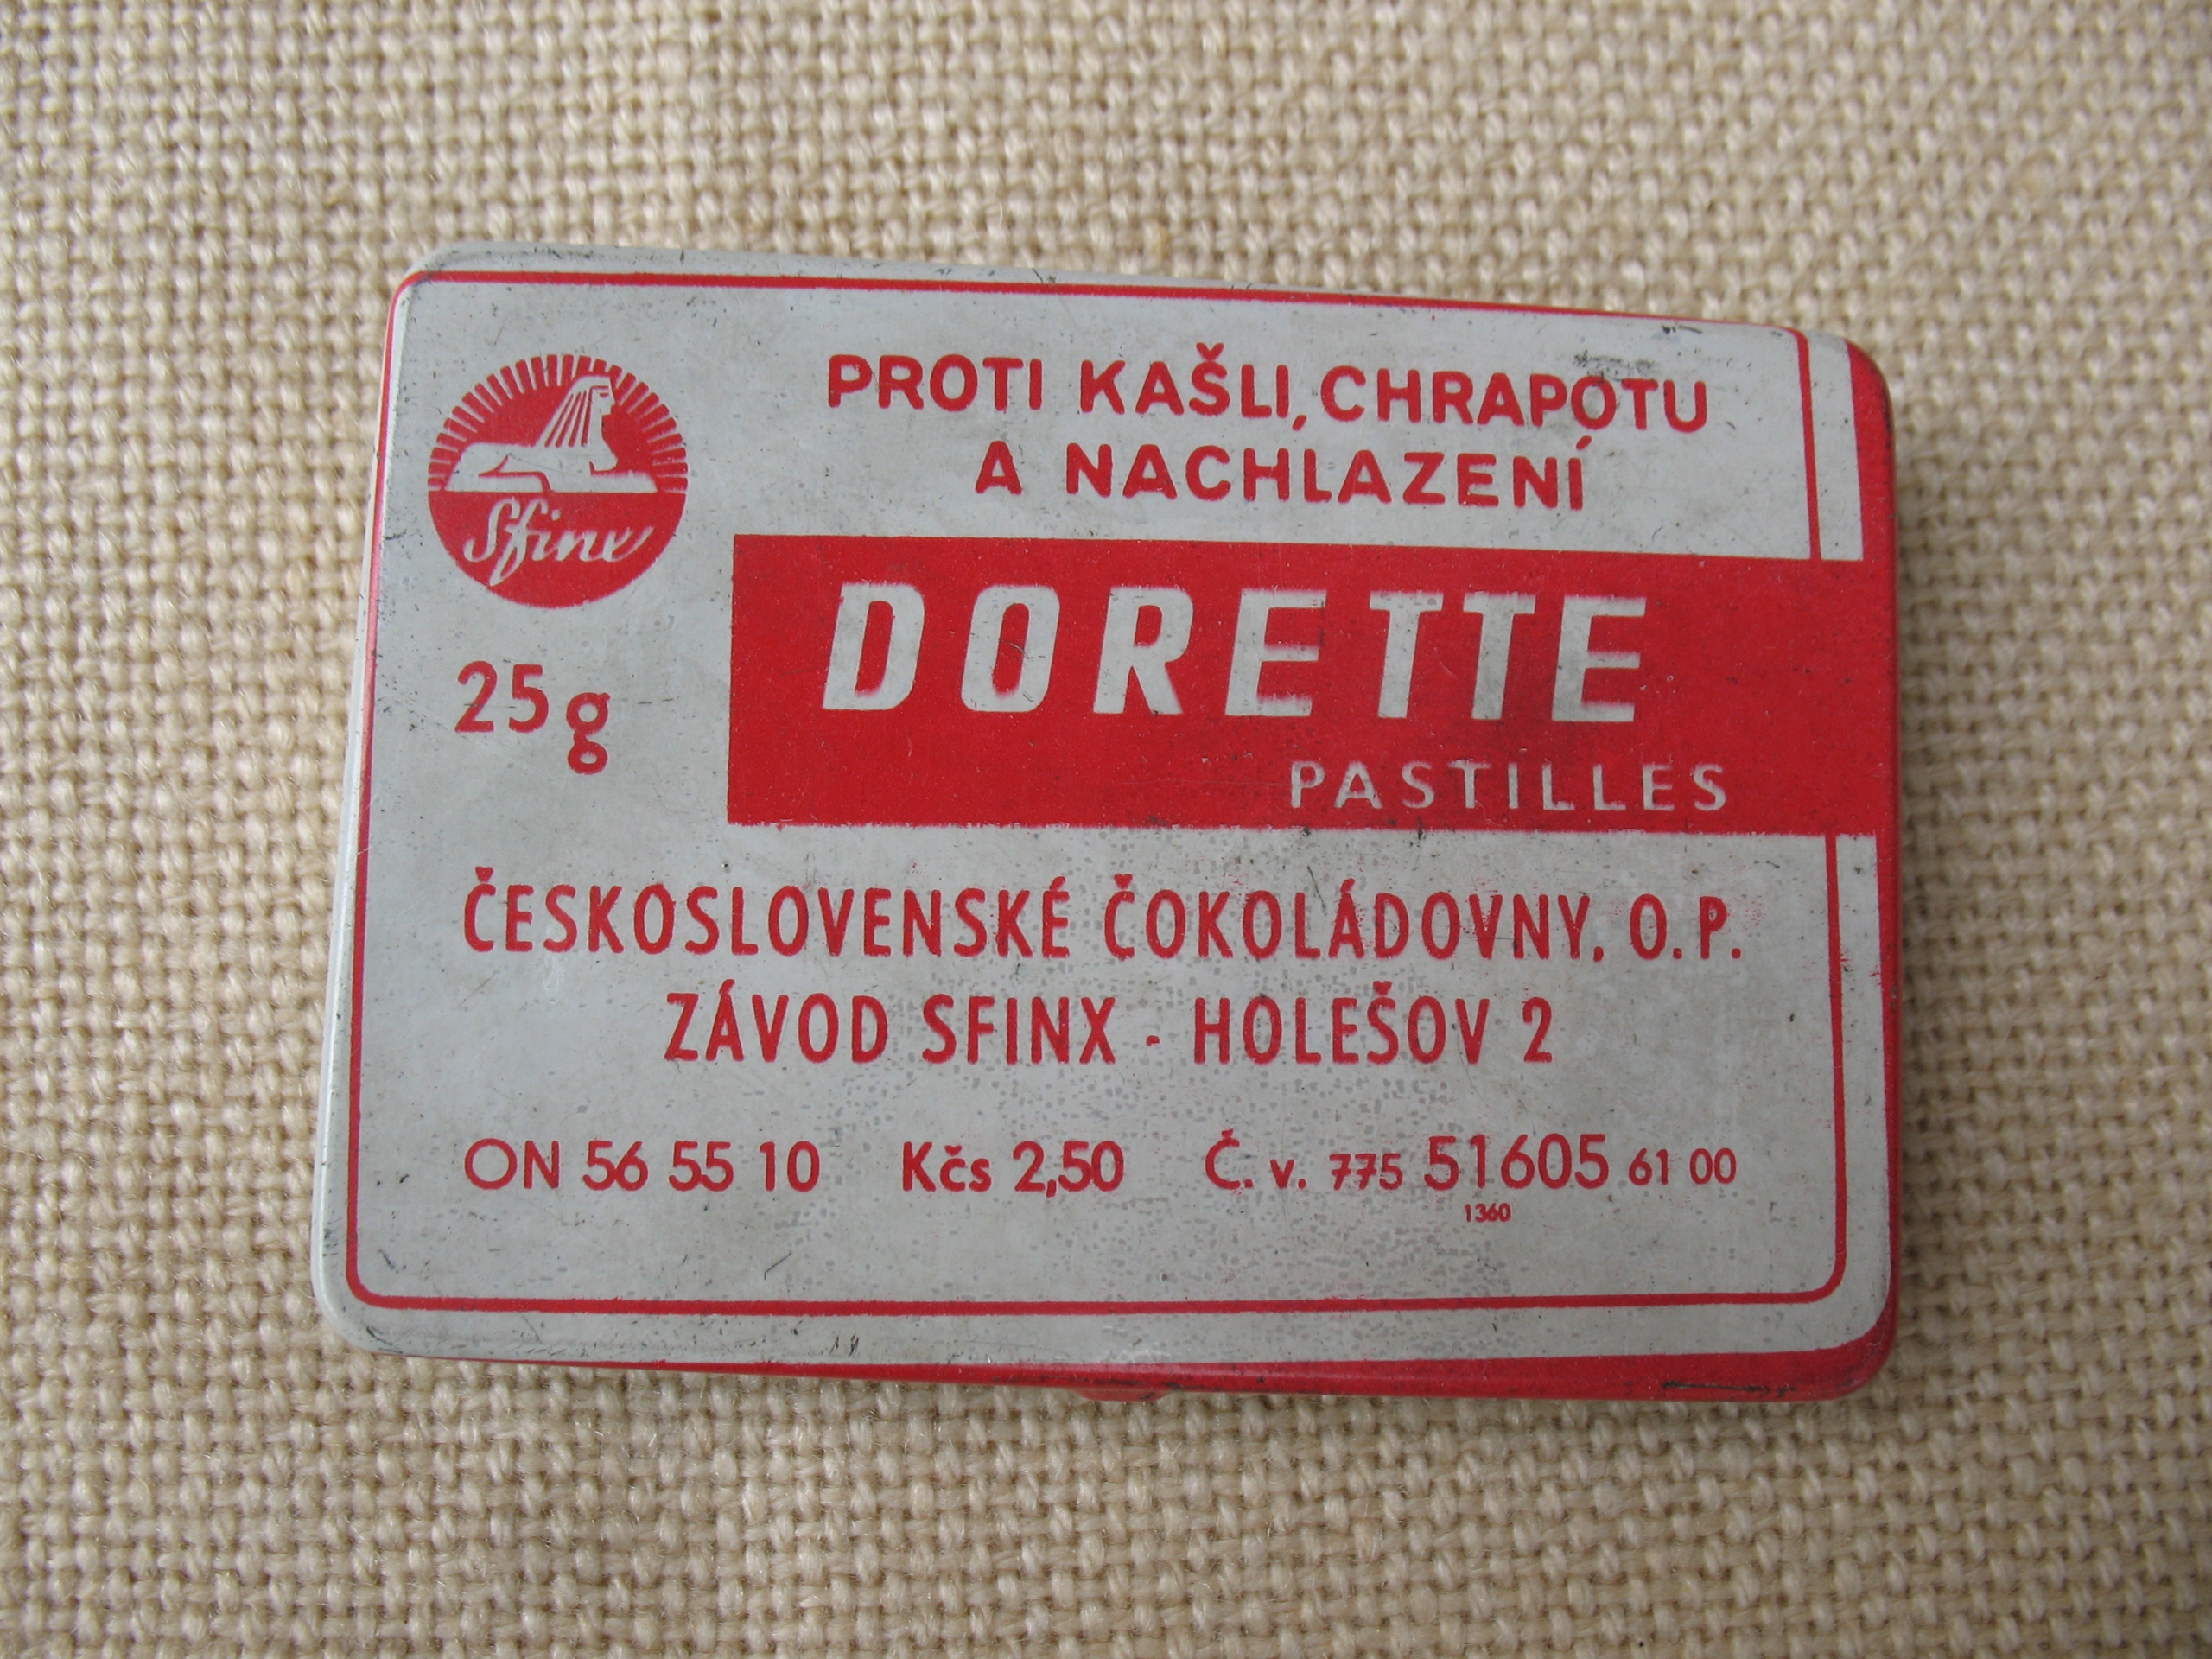 PROTI KAŠLI, CHRAPOTU
A NACHLAZENÍ
Sfinx
DORETTE
25g
PASTILLES
ČESKOSLOVENSKÉ ČOKOLÁDOVNY, O.P.
ZÁVOD SFINX - HOLEŠOV 2
ON 56 55 10 Kčs 2,50 Č. v. 775 51605 61 00
1360